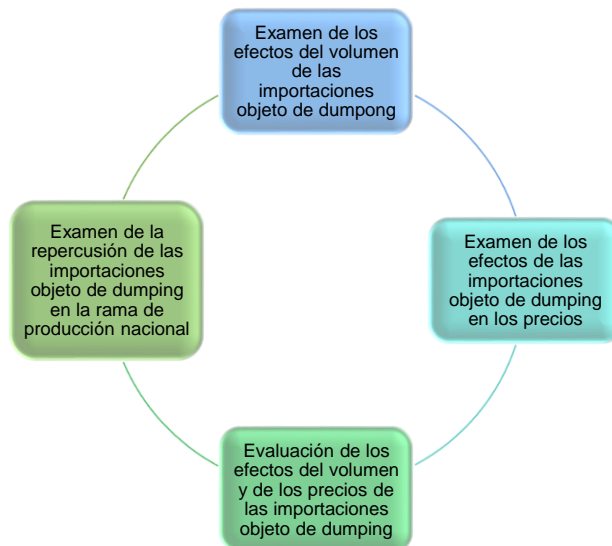 Examen de los
efectos del volumen
de las
importaciones
objeto de dumpong
Examen de los
efectos de las
importaciones
objeto de dumping
en los precios
Evaluación de los
efectos del volumen
y de los precios de
las importaciones
objeto de dumping
Examen de la
repercusión de las
importaciones
objeto de dumping
en la rama de
producción nacional